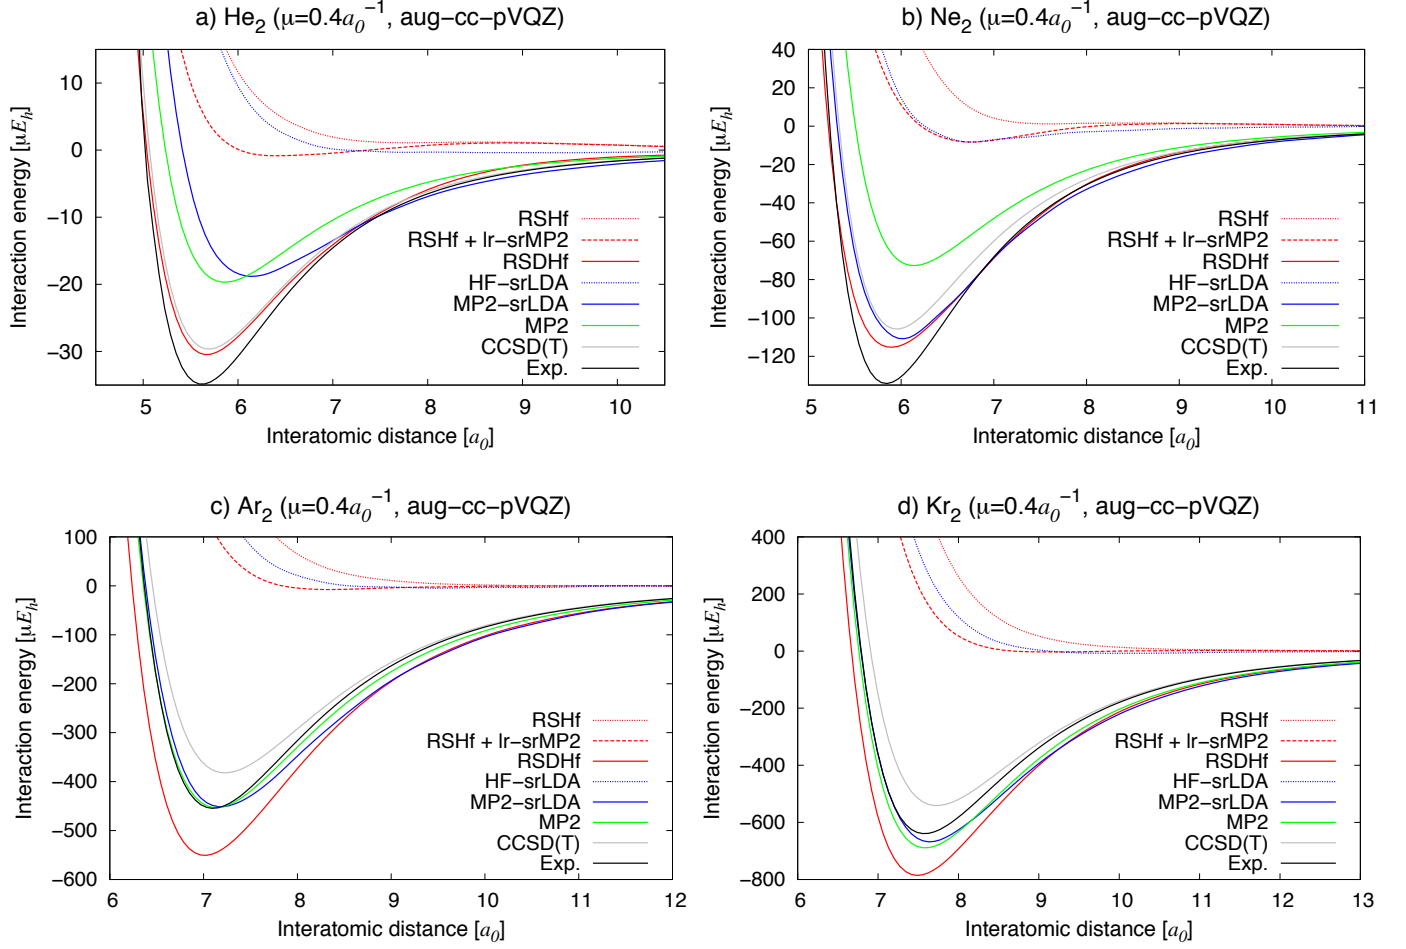 a) He2 (μ=0.4a0−1, aug−cc−pVQZ)
Interaction energy [μEh]
10
0
−10
−20
−30
RSHf
RSHf + lr−srMP2
RSDHf
HF−srLDA
MP2−srLDA
MP2
CCSD(T)
Exp.
5 6 7 8 9 10
Interatomic distance [a0]
b) Ne2 (μ=0.4a0−1, aug−cc−pVQZ)
Interaction energy [μEh]
40
20
0
−20
−40
−60
−80
−100
−120
RSHf
RSHf + lr−srMP2
RSDHf
HF−srLDA
MP2−srLDA
MP2
CCSD(T)
Exp.
5 6 7 8 9 10 11
Interatomic distance [a0]
c) Ar2 (μ=0.4a0−1, aug−cc−pVQZ)
Interaction energy [μEh]
100
0
−100
−200
−300
−400
−500
−600
RSHf
RSHf + lr−srMP2
RSDHf
HF−srLDA
MP2−srLDA
MP2
CCSD(T)
Exp.
6 7 8 9 10 11 12
Interatomic distance [a0]
d) Kr2 (μ=0.4a0−1, aug−cc−pVQZ)
Interaction energy [μEh]
400
200
0
−200
−400
−600
−800
RSHf
RSHf + lr−srMP2
RSDHf
HF−srLDA
MP2−srLDA
MP2
CCSD(T)
Exp.
6 7 8 9 10 11 12 13
Interatomic distance [a0]